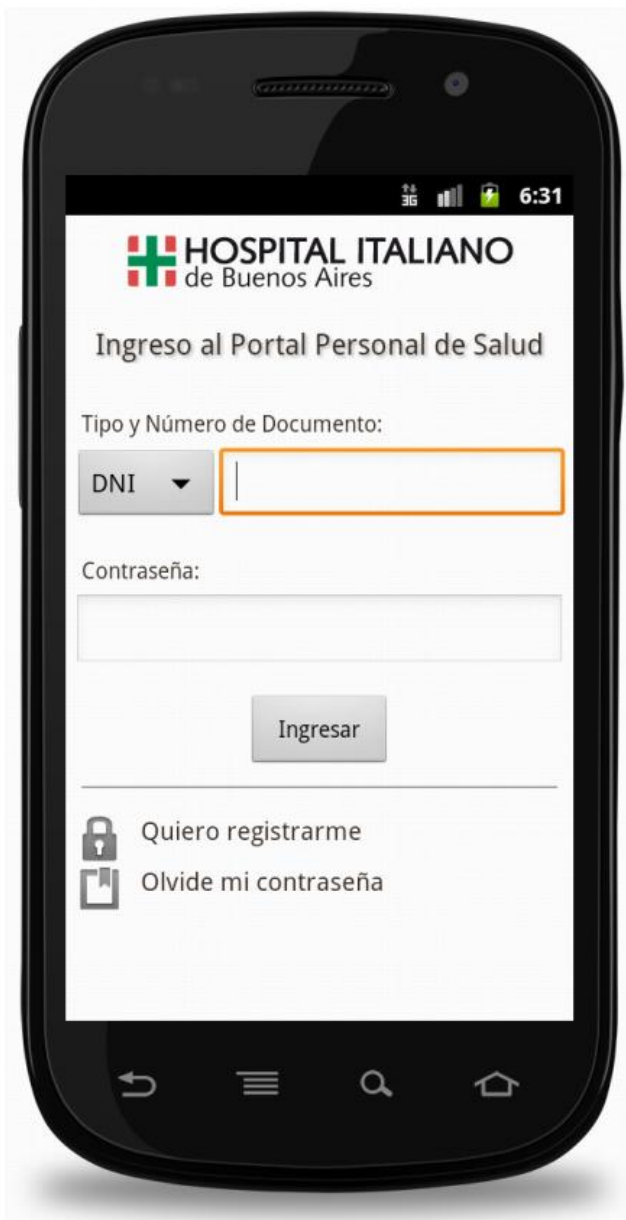 3G 6:31
HOSPITAL ITALIANO
de Buenos Aires
Ingreso al Portal Personal de Salud
Tipo y Número de Documento:
DNI
Contraseña:
Ingresar
Quiero registrarme
Olvide mi contraseña